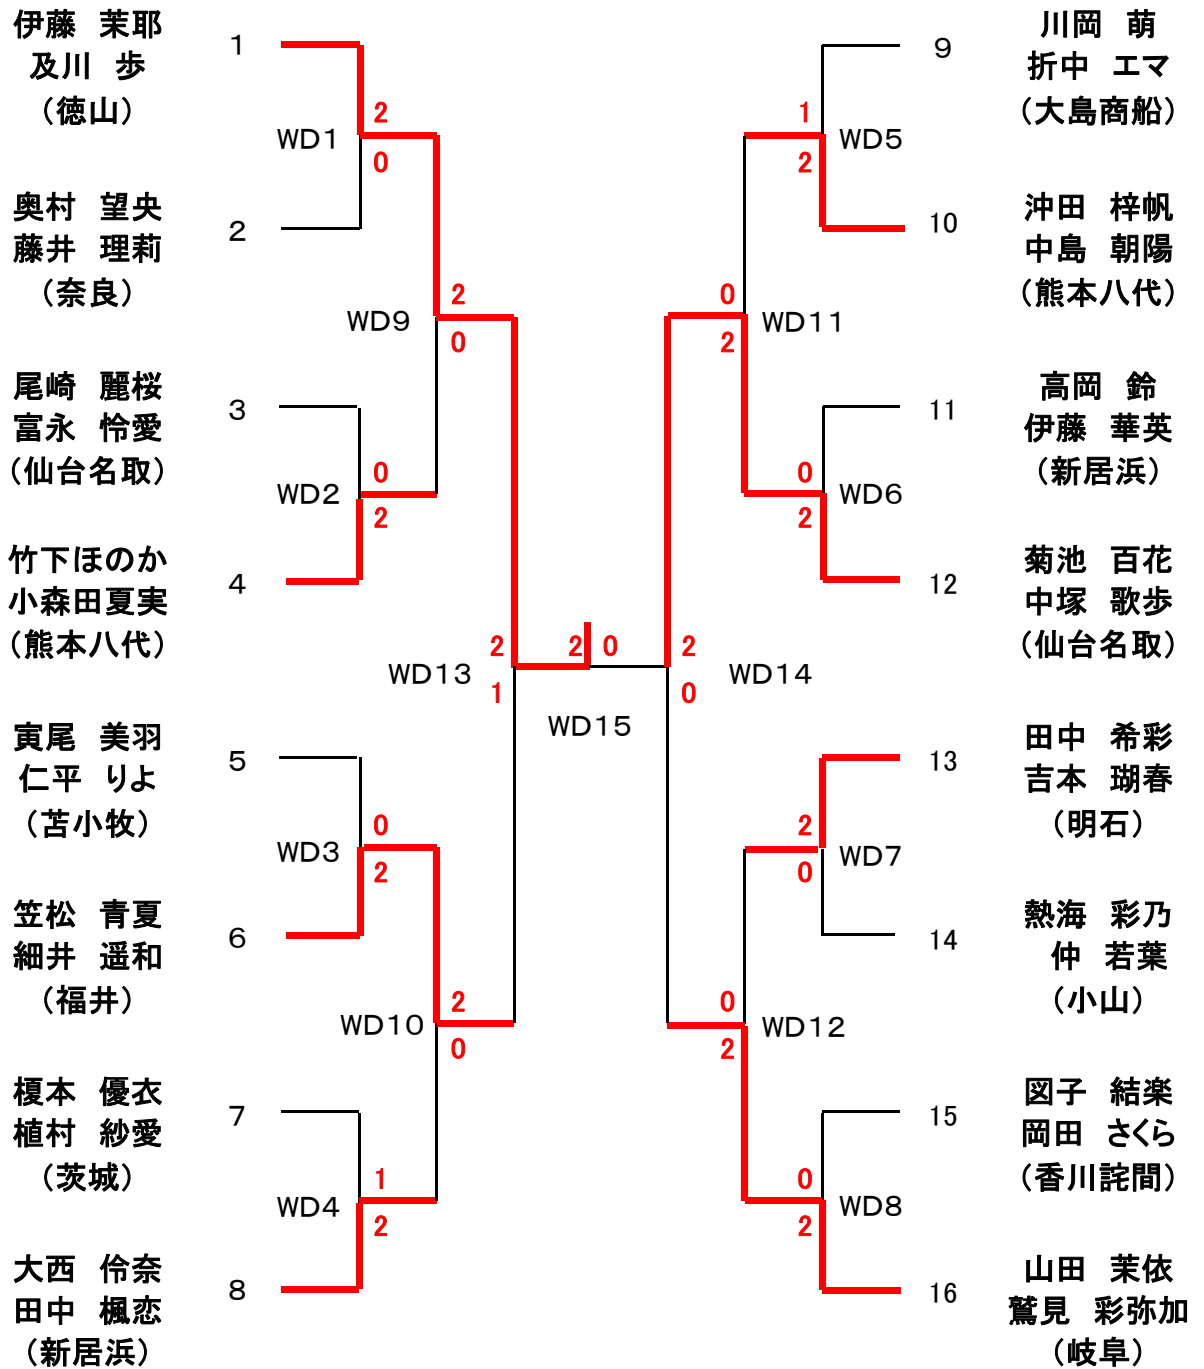 伊藤　茉耶
及川　歩
（徳山）
1
奥村　望央
藤井　理莉
（奈良）
2
WD1
2
0
尾崎　麗桜
富永　怜愛
（仙台名取）
3
竹下ほのか
小森田夏実
（熊本八代）
4
WD2
0
2
WD9
2
0
寅尾　美羽
仁平　りよ
（苫小牧）
5
笠松　青夏
細井　遥和
（福井）
6
WD3
0
2
榎本　優衣
植村　紗愛
（茨城）
7
大西　伶奈
田中　楓恋
（新居浜）
8
WD4
1
2
WD10
2
0
WD13
2
1
2 0
WD15
WD14
2
0
川岡　萌
折中　エマ
（大島商船）
9
沖田　梓帆
中島　朝陽
（熊本八代）
10
WD5
1
2
高岡　鈴
伊藤　華英
（新居浜）
11
菊池　百花
中塚　歌歩
（仙台名取）
12
WD6
0
2
WD11
0
2
田中　希彩
吉本　瑚春
（明石）
13
熱海　彩乃
仲　若葉
（小山）
14
WD7
2
0
図子　結楽
岡田　さくら
（香川詫間）
15
山田　茉依
鷲見　彩弥加
（岐阜）
16
WD8
0
2
WD12
0
2